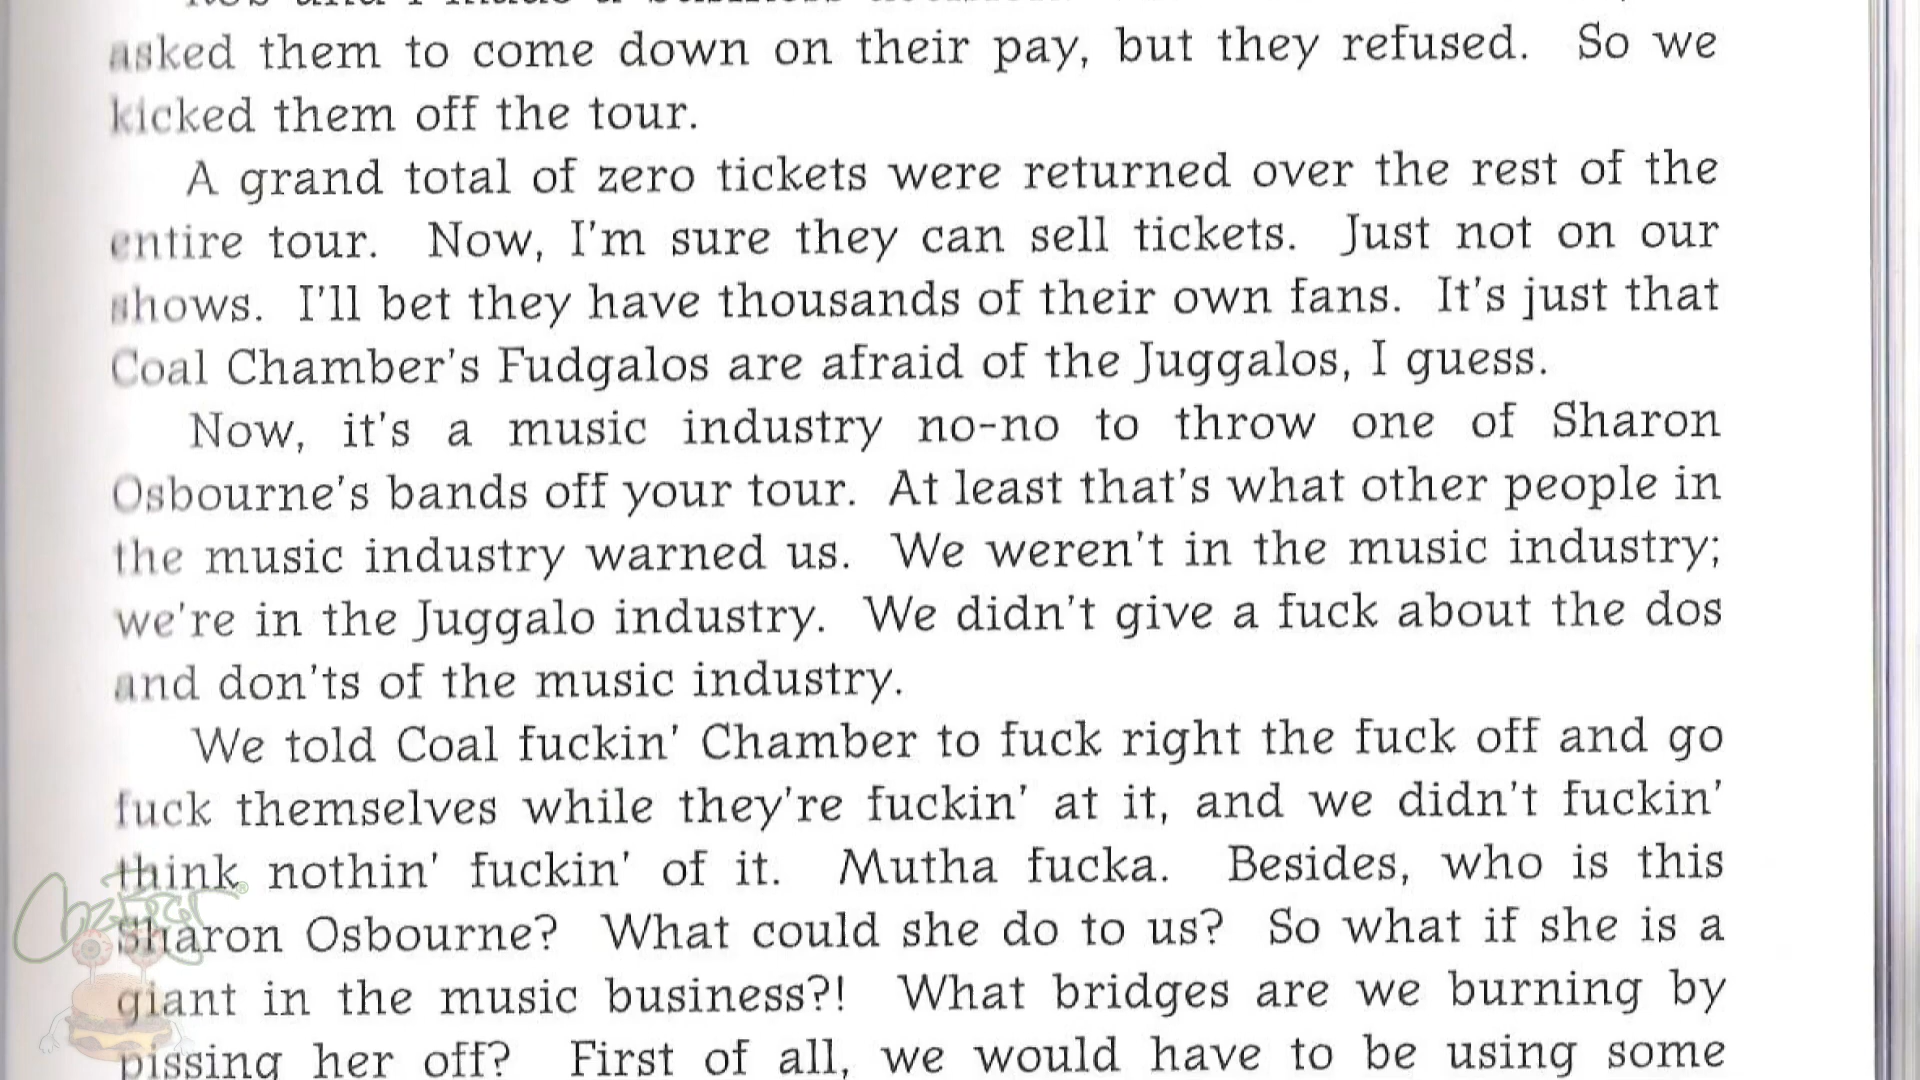 asked them to come down on their pay, but they refused. So we
kicked them off the tour.
A grand total of zero tickets were returned over the rest of the
entire tour. Now, I'm sure they can sell tickets. Just not on our
shows. I'll bet they have thousands of their own fans. It's just that
Coal Chamber's Fudgalos are afraid of the Juggalos, I guess.
Now, it's a music industry no-no to throw one of Sharon
Osbourne's bands off your tour. At least that's what other people in
the music industry warned us. We weren't in the music industry;
we're in the Juggalo industry. We didn't give a fuck about the dos
and don'ts of the music industry.
We told Coal fuckin' Chamber to fuck right the fuck off and go
fuck themselves while they're fuckin' at it, and we didn't fuckin'
think nothin' fuckin' of it. Mutha fucka. Besides, who is this
Sharon Osbourne? What could she do to us? So what if she is a
giant in the music business?! What bridges are we burning by
pissing her off? First of all, we would have to be using some